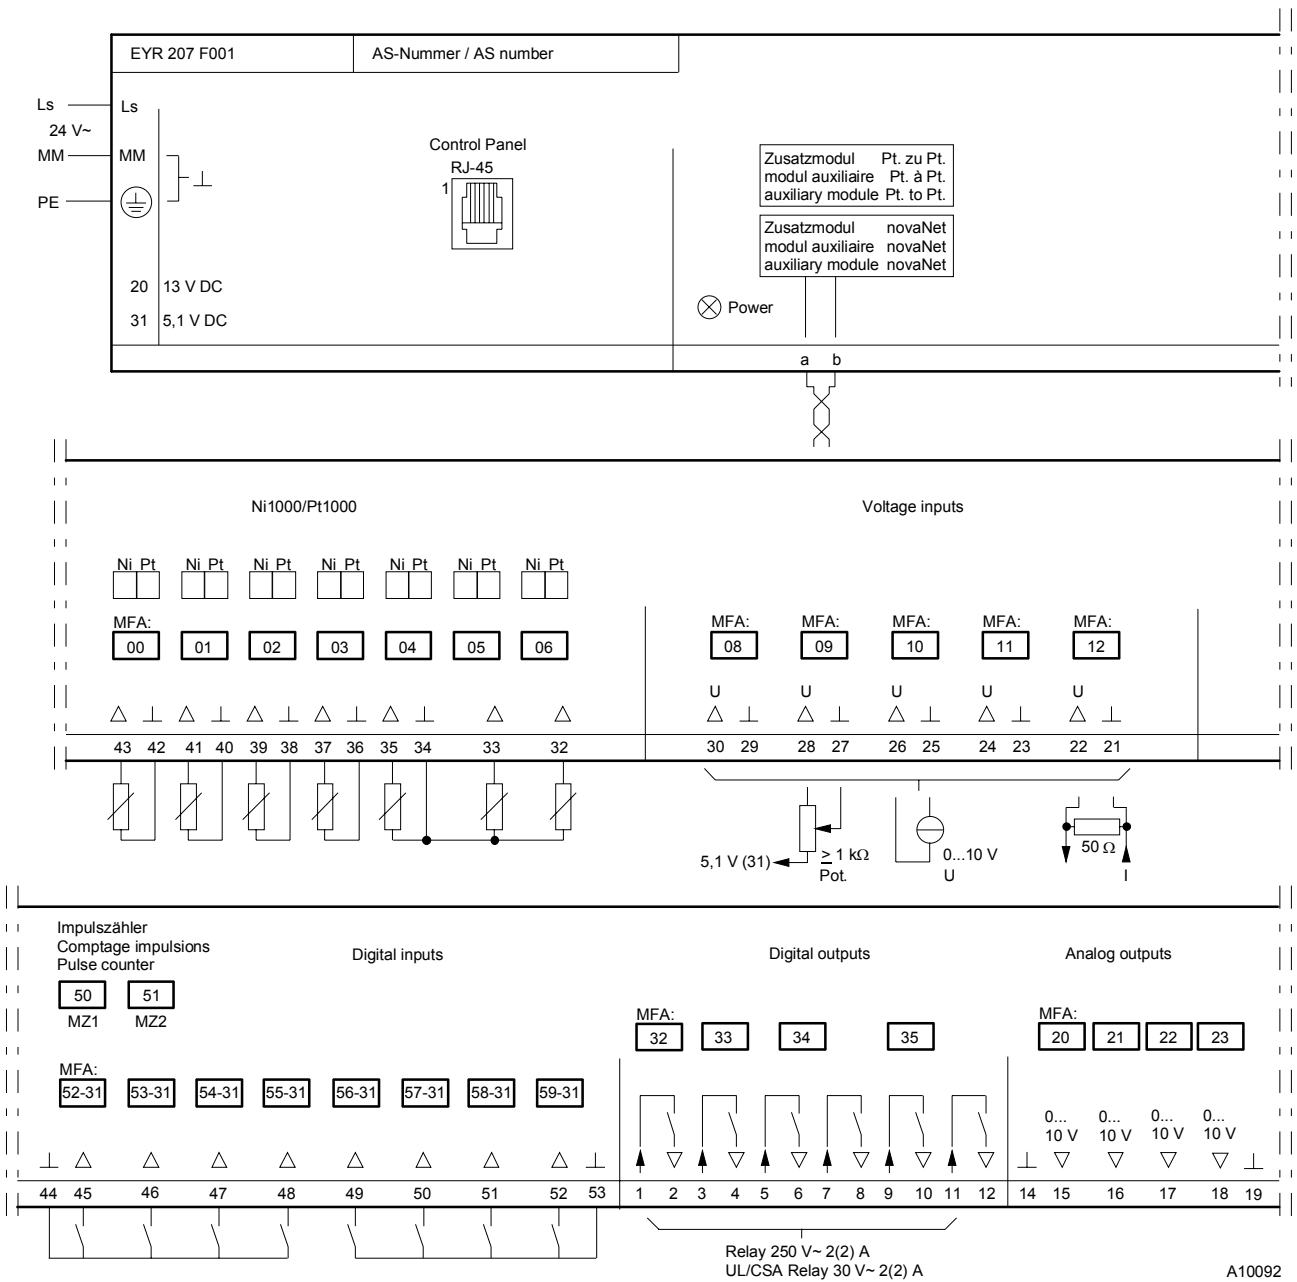 EYR 207 F001 AS-Nummer / AS number
Ls Ls
24 V~
MM MM
PE
Control Panel
RJ-45
1
20 13 V DC
31 5,1 V DC
Zusatzmodul Pt. zu Pt.
modul auxiliaire Pt. à Pt.
auxiliary module Pt. to Pt.
Zusatzmodul novaNet
modul auxiliaire novaNet
auxiliary module novaNet
Power
a b
Ni1000/Pt1000
Voltage inputs
Ni Pt Ni Pt Ni Pt Ni Pt Ni Pt Ni Pt Ni Pt
MFA:
00 01 02 03 04 05 06
MFA: MFA: MFA: MFA: MFA:
08 09 10 11 12
U U U U U
43 42 41 40 39 38 37 36 35 34 33 32
30 29 28 27 26 25 24 23 22 21
5,1 V (31)
≥ 1 kΩ
Pot.
0...10 V
U
50 Ω
I
Impulszähler
Comptage impulsions
Pulse counter
Digital inputs
Digital outputs
Analog outputs
50 51
MZ1 MZ2
MFA:
52-31 53-31 54-31 55-31 56-31 57-31 58-31 59-31
MFA:
32 33 34 35
MFA:
20 21 22 23
0... 0... 0... 0...
10 V 10 V 10 V 10 V
44 45 46 47 48 49 50 51 52 53
1 2 3 4 5 6 7 8 9 10 11 12
14 15 16 17 18 19
Relay 250 V~ 2(2) A
UL/CSA Relay 30 V~ 2(2) A
A10092